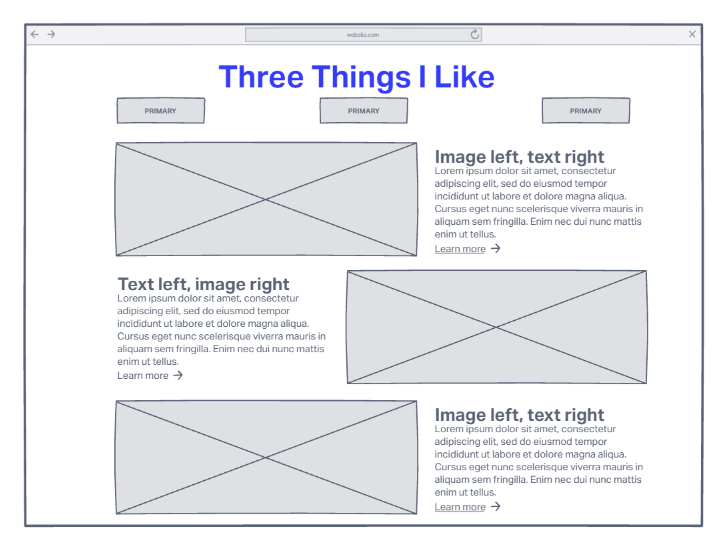 website.com
Three Things I Like
PRIMARY
PRIMARY
PRIMARY
Image left, text right
Lorem ipsum dolor sit amet, consectetur
adipiscing elit, sed do eiusmod tempor
incididunt ut labore et dolore magna aliqua.
Cursus eget nunc scelerisque viverra mauris in
aliquam sem fringilla. Enim nec dui nunc mattis
enim ut tellus.
Learn more →
Text left, image right
Lorem ipsum dolor sit amet, consectetur
adipiscing elit, sed do eiusmod tempor
incididunt ut labore et dolore magna aliqua.
Cursus eget nunc scelerisque viverra mauris in
aliquam sem fringilla. Enim nec dui nunc mattis
enim ut tellus.
Learn more →
Image left, text right
Lorem ipsum dolor sit amet, consectetur
adipiscing elit, sed do eiusmod tempor
incididunt ut labore et dolore magna aliqua.
Cursus eget nunc scelerisque viverra mauris in
aliquam sem fringilla. Enim nec dui nunc mattis
enim ut tellus.
Learn more →